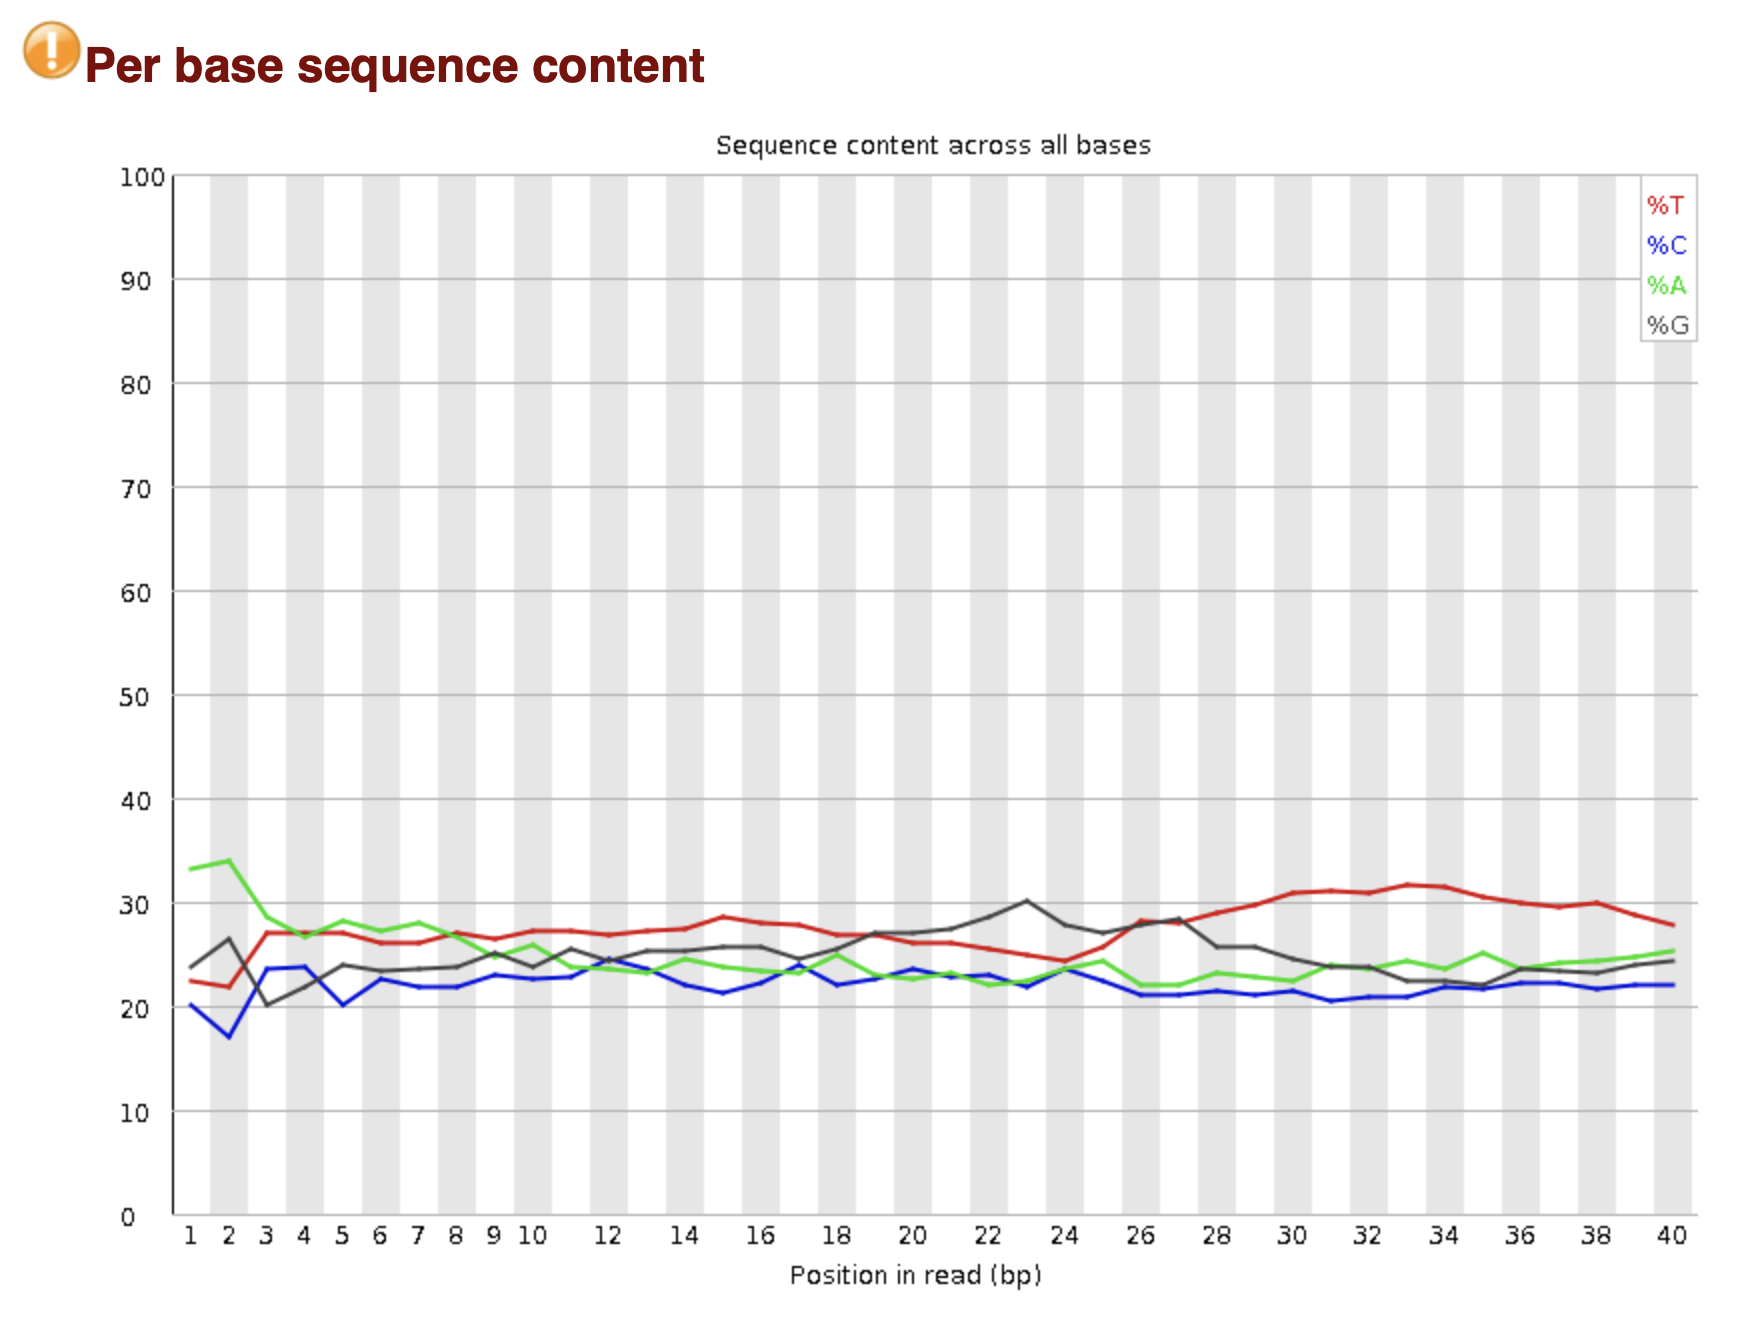 Per base sequence content
Sequence content across all bases
100
90
80
70
60
50
40
30
20
10
0
%T
%C
%A
%G
1 2 3 4 5 6 7 8 9 10 12 14 16 18 20 22 24 26 28 30 32 34 36 38 40
Position in read (bp)